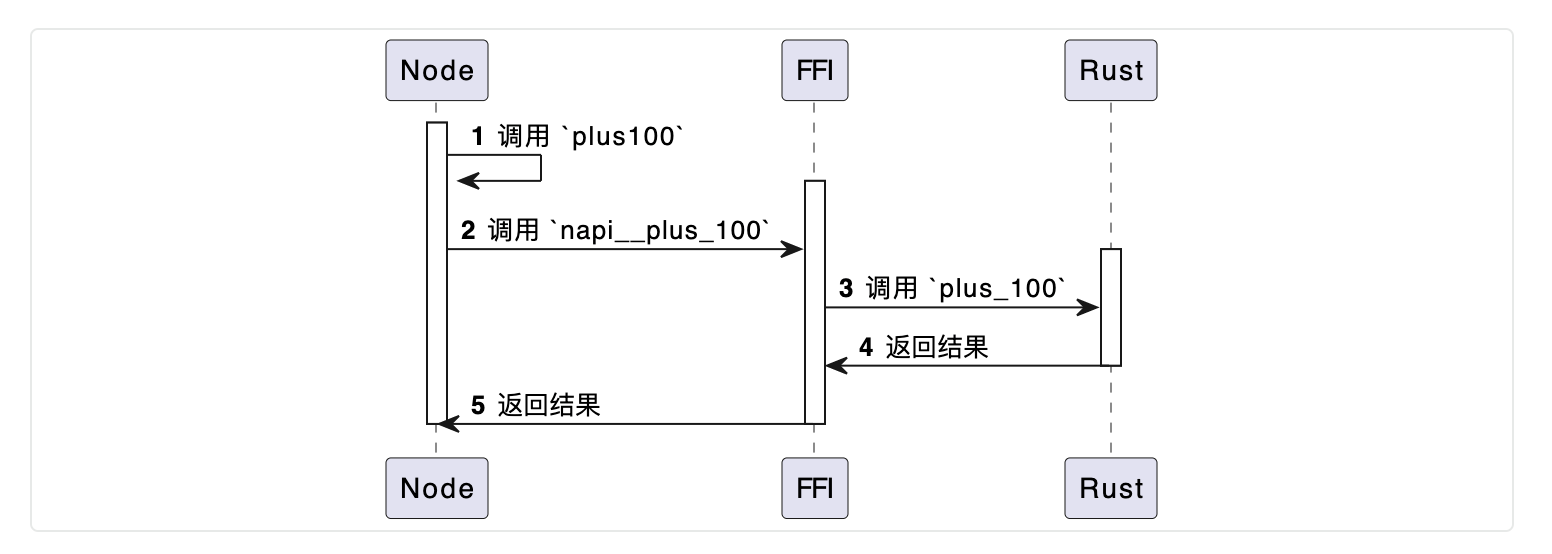 Node FFI Rust
1 调用 `plus100`
2 调用 `napi__plus_100`
3 调用 `plus_100`
4 返回结果
5 返回结果
Node FFI Rust